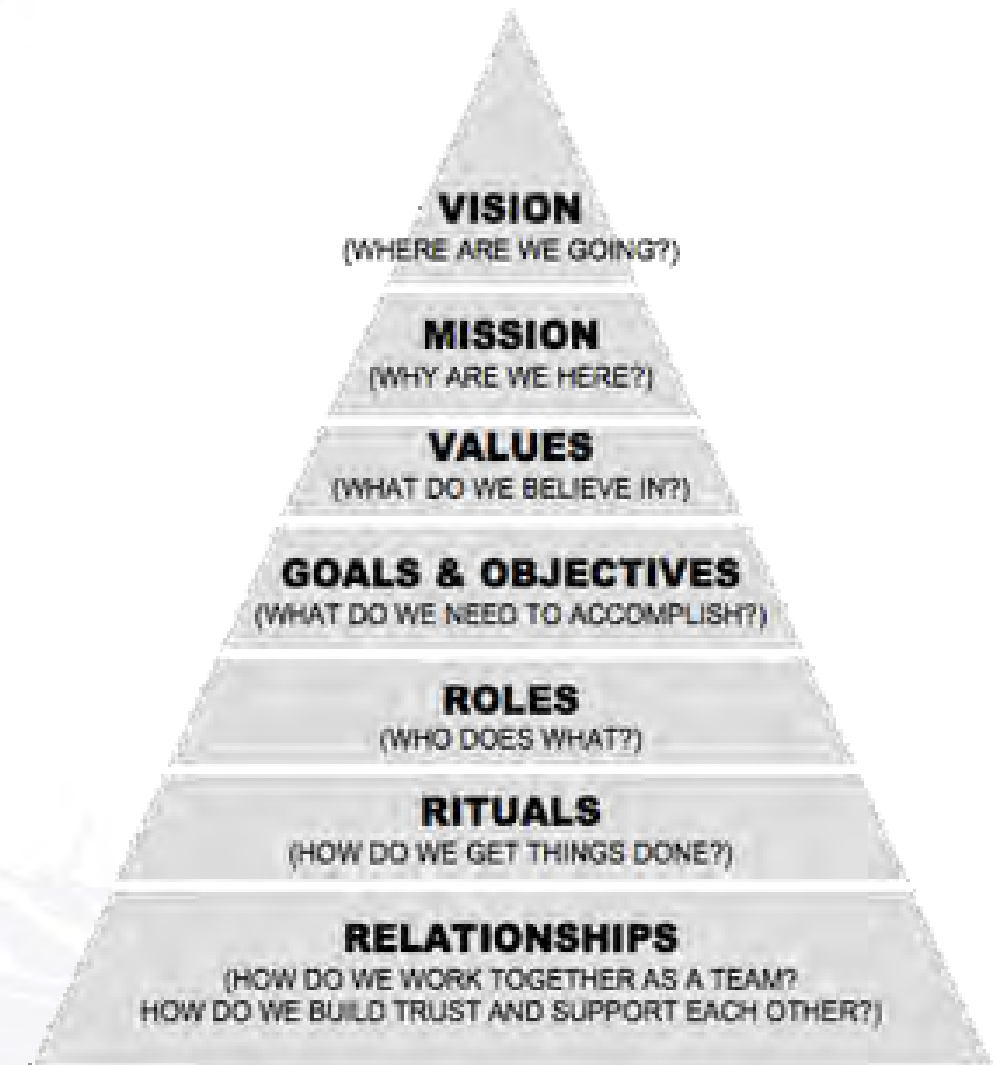 VISION
(WHERE ARE WE GOING?)
MISSION
(WHY ARE WE HERE?)
VALUES
(WHAT DO WE BELIEVE IN?)
GOALS & OBJECTIVES
(WHAT DO WE NEED TO ACCOMPLISH?)
ROLES
(WHO DOES WHAT?)
RITUALS
(HOW DO WE GET THINGS DONE?)
RELATIONSHIPS
(HOW DO WE WORK TOGETHER AS A TEAM?
HOW DO WE BUILD TRUST AND SUPPORT EACH OTHER?)